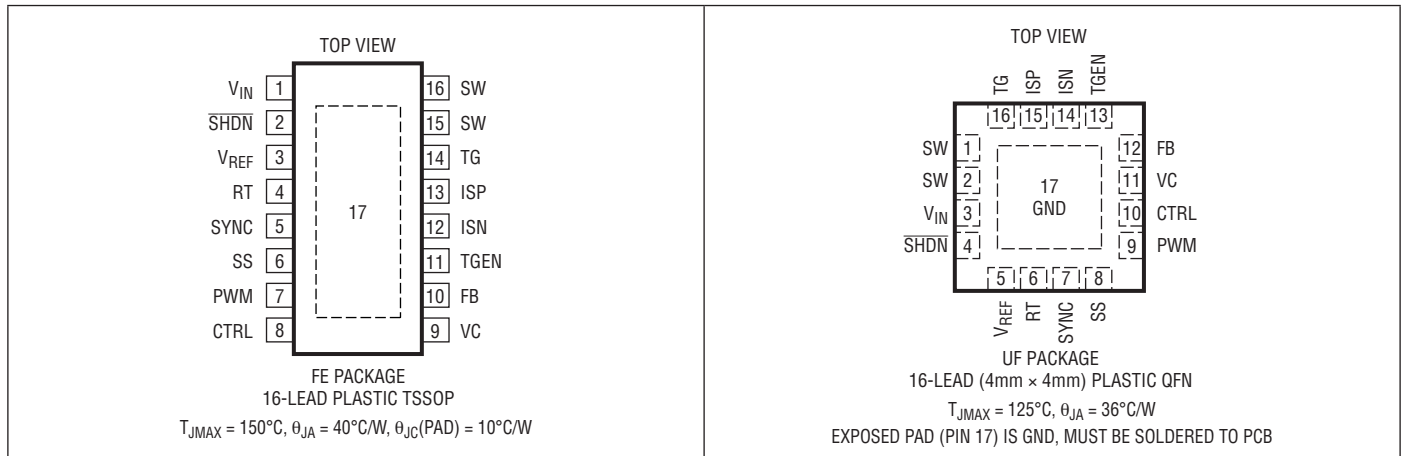 TOP VIEW
VIN 1
SHDN 2
VREF 3
RT 4
SYNC 5
SS 6
PWM 7
CTRL 8
17
16 SW
15 SW
14 TG
13 ISP
12 ISN
11 TGEN
10 FB
9 VC
FE PACKAGE
16-LEAD PLASTIC TSSOP
TJMAX = 150°C, θJA = 40°C/W, θJC(PAD) = 10°C/W
TOP VIEW
TG ISP ISN TGEN
16 15 14 13
SW 1
SW 2
VIN 3
SHDN 4
17
GND
12 FB
11 VC
10 CTRL
9 PWM
5 6 7 8
VREF RT SYNC SS
UF PACKAGE
16-LEAD (4mm × 4mm) PLASTIC QFN
TJMAX = 125°C, θJA = 36°C/W
EXPOSED PAD (PIN 17) IS GND, MUST BE SOLDERED TO PCB